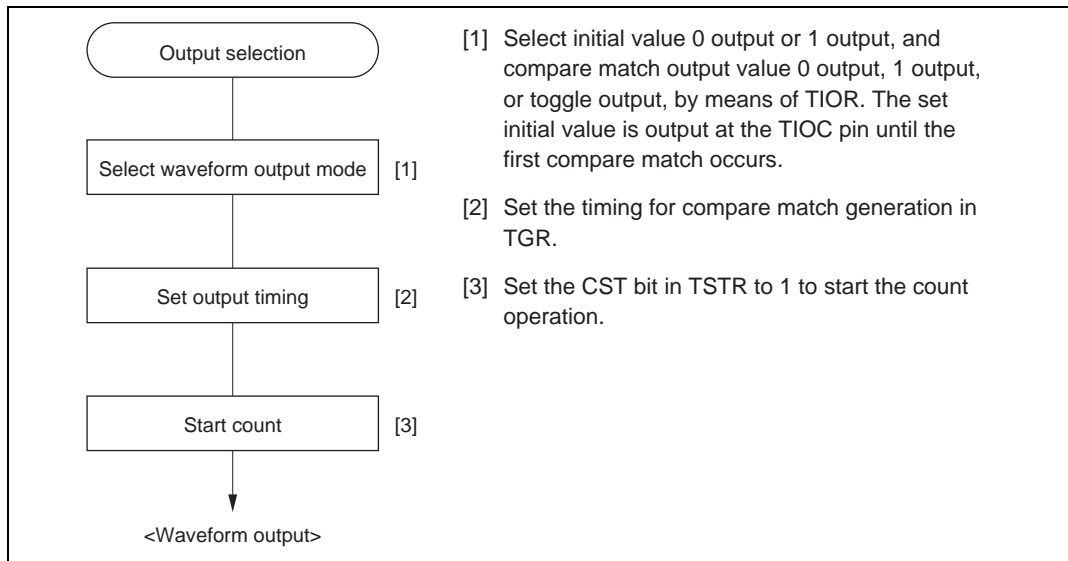 Output selection
Select waveform output mode [1]
Set output timing [2]
Start count [3]
<Waveform output>
[1] Select initial value 0 output or 1 output, and
compare match output value 0 output, 1 output,
or toggle output, by means of TIOR. The set
initial value is output at the TIOC pin until the
first compare match occurs.
[2] Set the timing for compare match generation in
TGR.
[3] Set the CST bit in TSTR to 1 to start the count
operation.